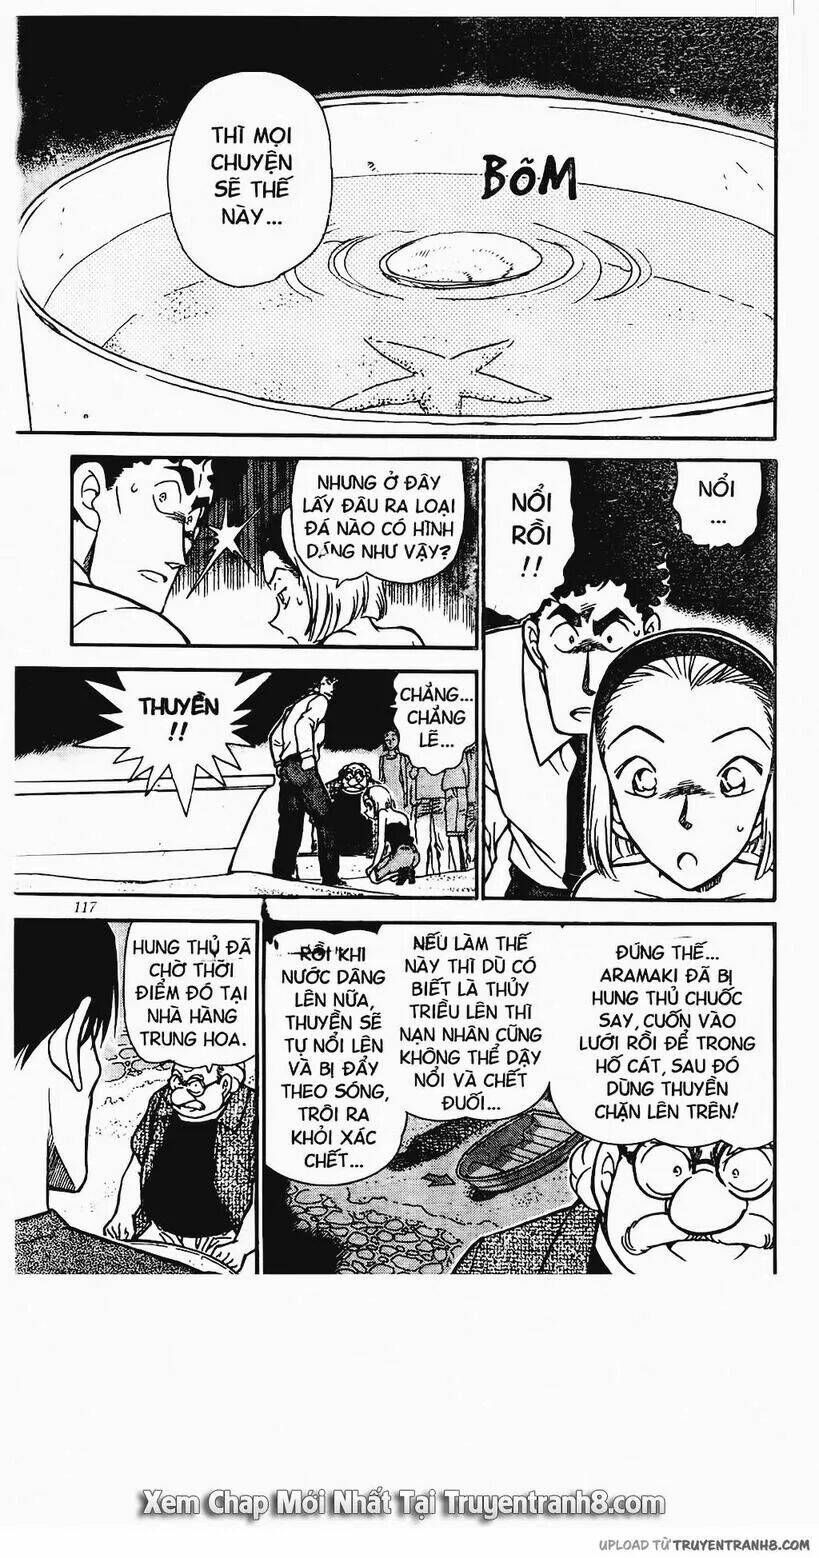 THÌ MỌI
CHUYỆN
SẼ THẾ
NÀY...
BÕM
NỔI
...
NỔI
RỒI
!!
NHƯNG Ở ĐÂY
LẤY ĐÂU RA LOẠI
ĐÁ NÀO CÓ HÌNH
NHƯ VẬY?
CHẲNG...
CHẲNG
LẼ...
THUYỀN
!!
117
ĐÚNG THẾ...
ARAMAKI ĐÃ BỊ
HUNG THỦ CHUỐC
SAY, CUỐN VÀO
LƯỚI RỒI ĐỂ TRONG
HỐ CÁT, SAU ĐÓ
DÙNG THUYỀN
CHẶN LÊN TRÊN!
NẾU LÀM THẾ
NÀY THÌ DÙ CÓ
BIẾT LÀ THỦY
TRIỀU LÊN THÌ
NẠN NHÂN CŨNG
KHÔNG THỂ DẬY
NỔI VÀ CHẾT
ĐUỐI...
RỒI KHI
NƯỚC DÂNG
LÊN NỮA,
THUYỀN SẼ
TỰ NỔI LÊN
VÀ BỊ ĐẨY
THEO SÓNG,
TRÔI RA
KHỎI XÁC
CHẾT...
HUNG THỦ ĐÃ
CHỜ THỜI
ĐIỂM ĐÓ TẠI
NHÀ HÀNG
TRUNG HOA.
Xem Chap Mới Nhất Tại Truyentranh8.com
UPLOAD TỪ TRUYENTRANH8.COM